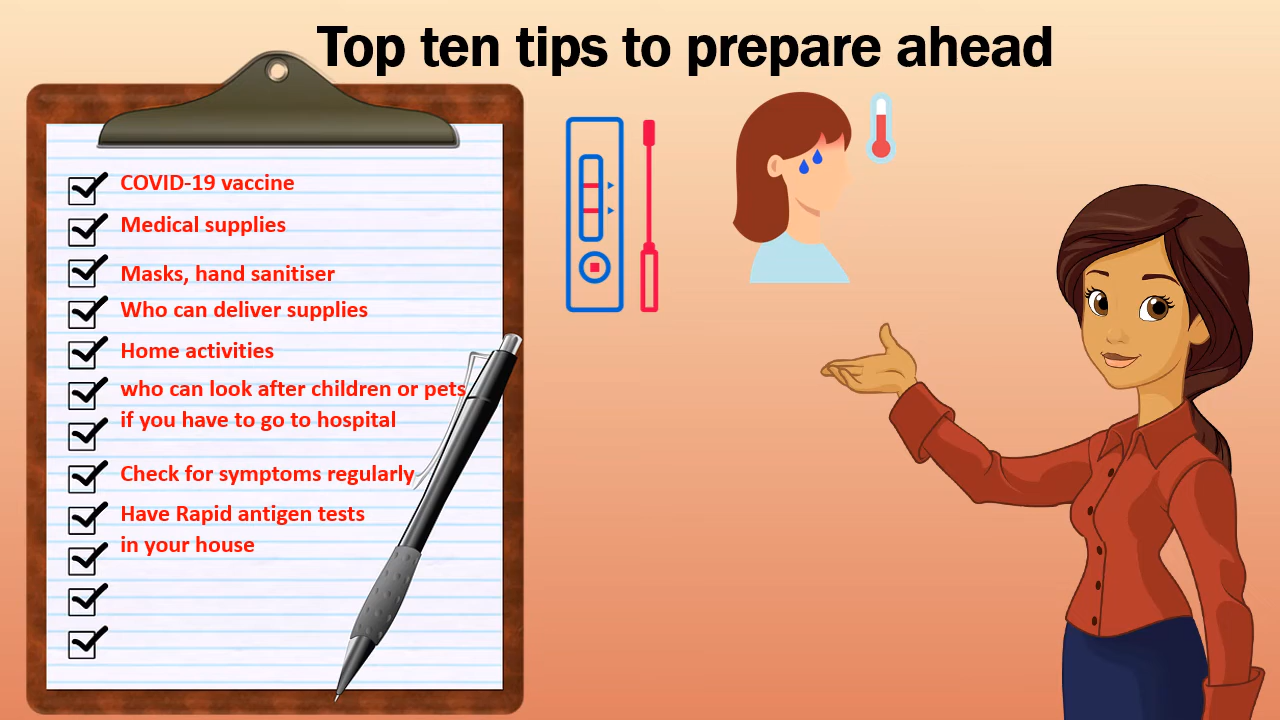 Top ten tips to prepare ahead
COVID-19 vaccine
Medical supplies
Masks, hand sanitiser
Who can deliver supplies
Home activities
who can look after children or pets
if you have to go to hospital
Check for symptoms regularly
Have Rapid antigen tests
in your house